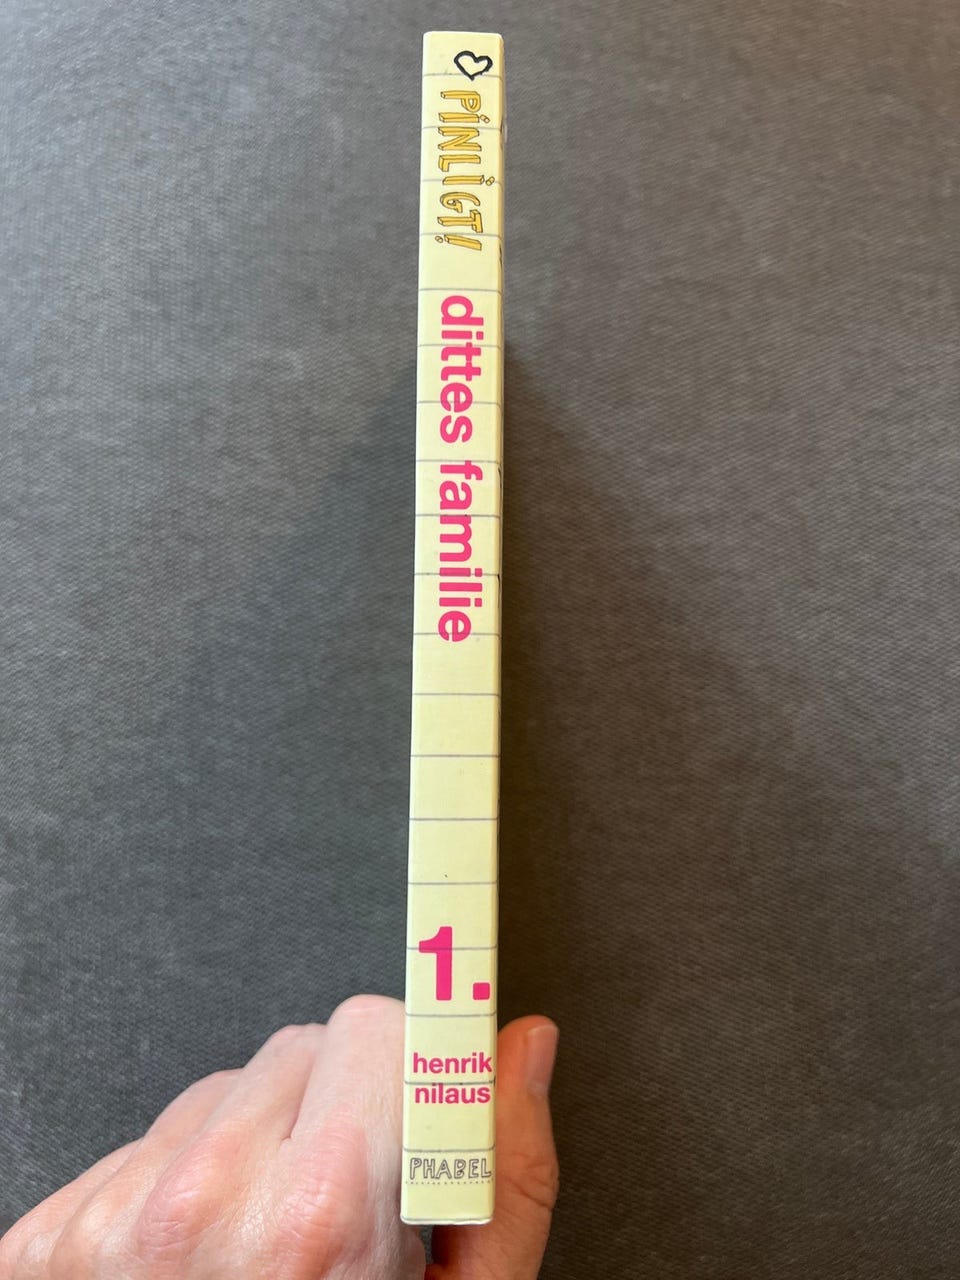 PINLIGT!
dittes familie
1.
henrik
nilaus
PHABEL